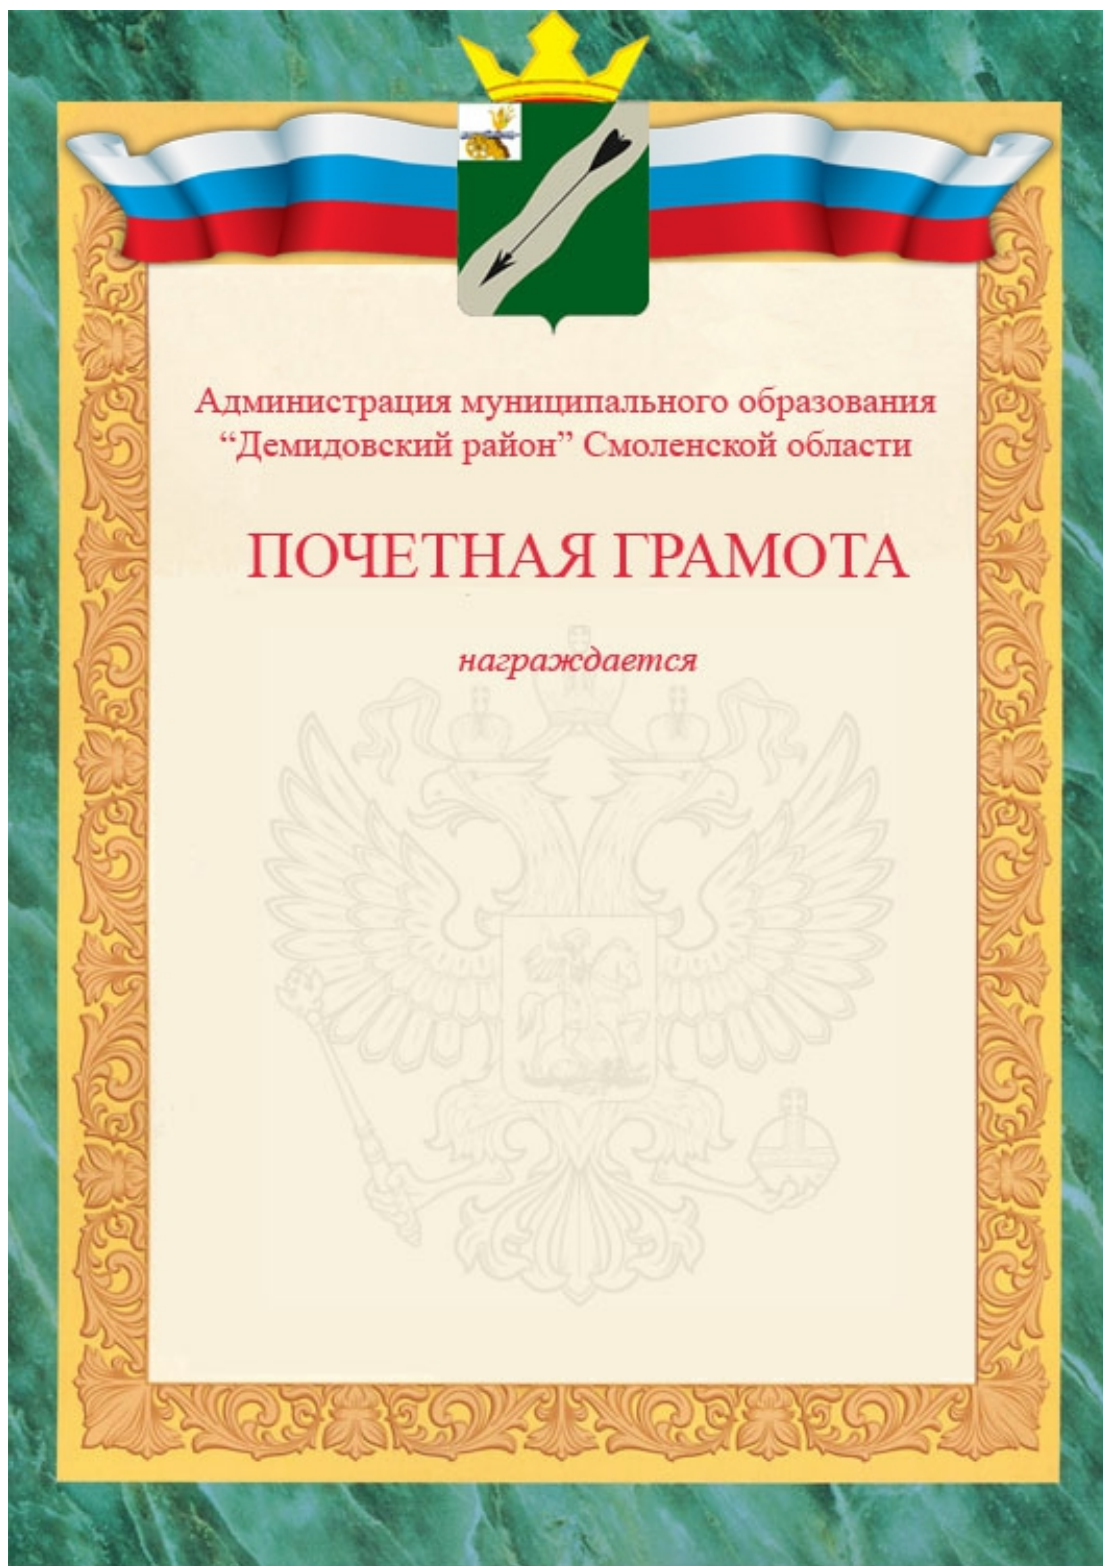 Администрация муниципального образования
“Демидовский район” Смоленской области
ПОЧЕТНАЯ ГРАМОТА
награждается